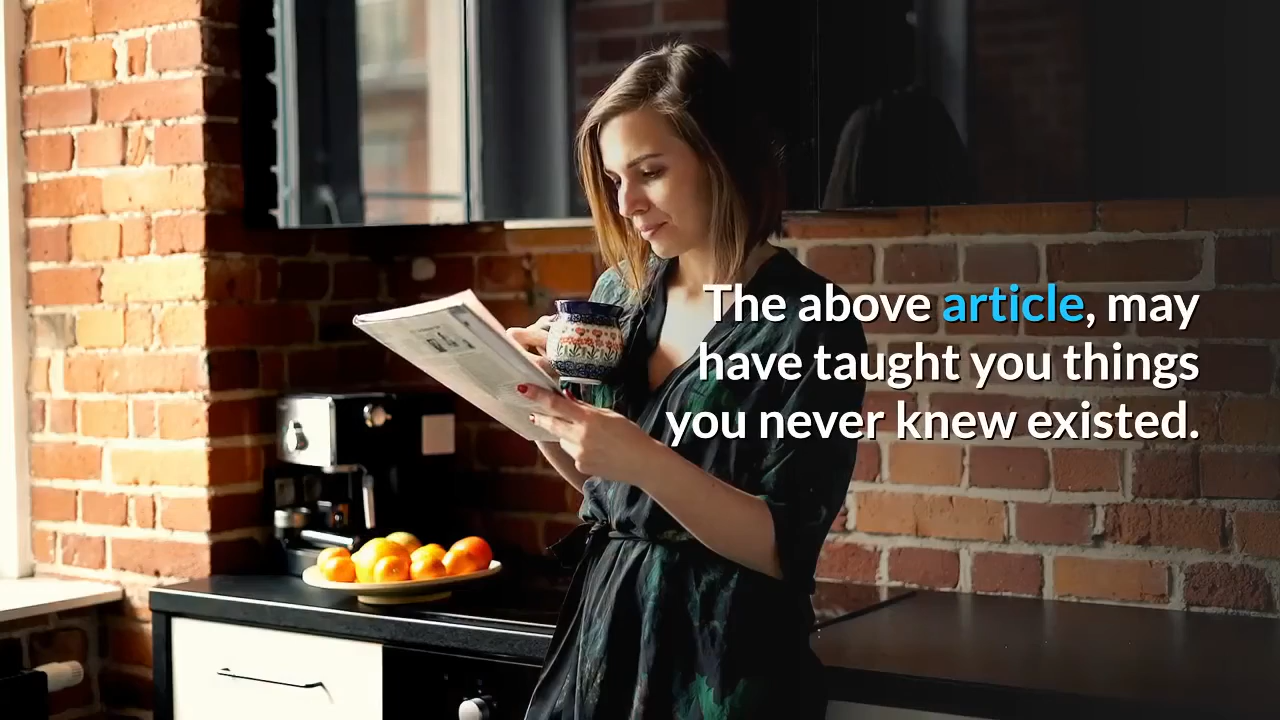 The above article, may
have taught you things
you never knew existed.